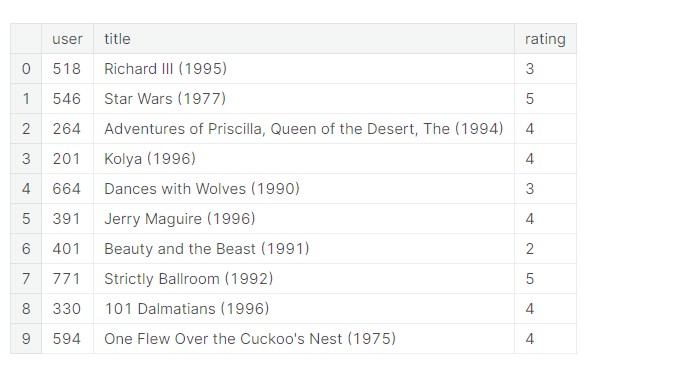 user title rating
0 518 Richard III (1995) 3
1 546 Star Wars (1977) 5
2 264 Adventures of Priscilla, Queen of the Desert, The (1994) 4
3 201 Kolya (1996) 4
4 664 Dances with Wolves (1990) 3
5 391 Jerry Maguire (1996) 4
6 401 Beauty and the Beast (1991) 2
7 771 Strictly Ballroom (1992) 5
8 330 101 Dalmatians (1996) 4
9 594 One Flew Over the Cuckoo's Nest (1975) 4